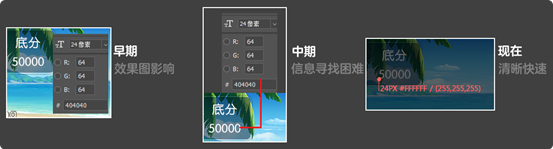 底分
50000
T 24 像素
R: 64
G: 64
B: 64
# 404040
早期
效果图影响
T 24 像素
R: 64
G: 64
B: 64
# 404040
底分
50000
中期
信息寻找困难
底分
50000
24PX #FFFFFF / (255,255,255)
现在
清晰快速